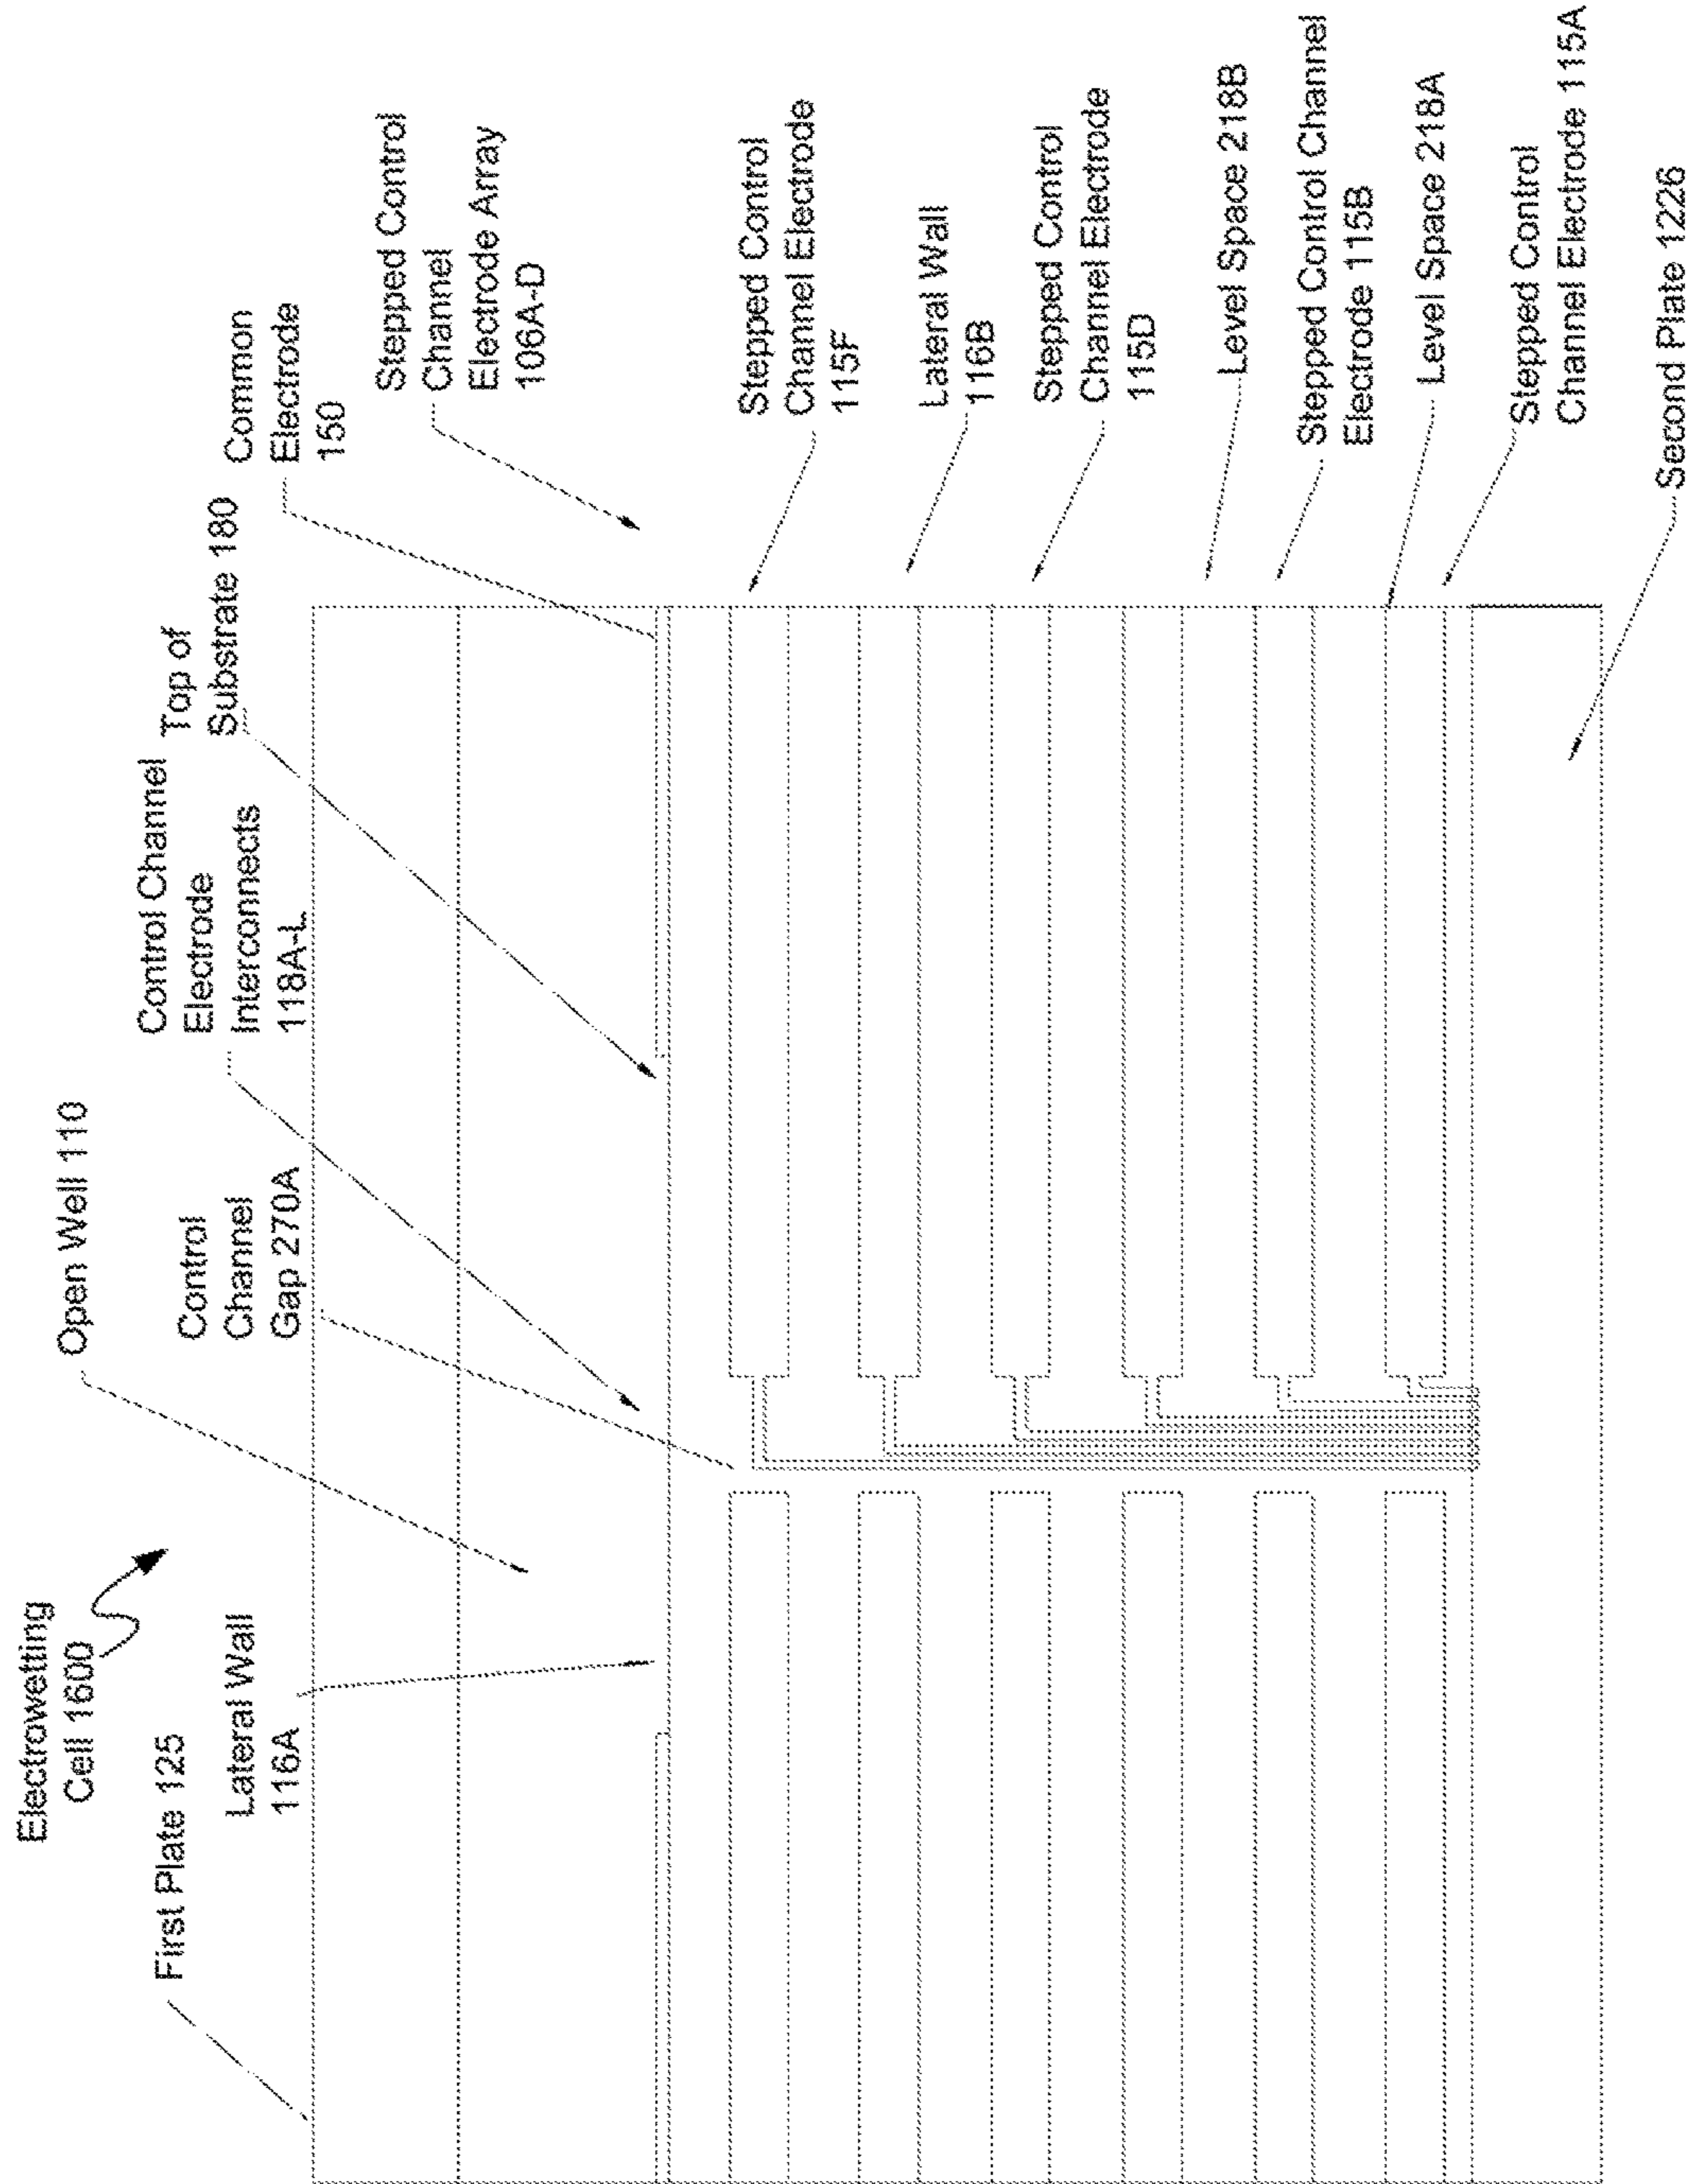 Electrowetting
Cell 1600
First Plate 125
Lateral Wall
116A
Open Well 110
Control
Channel
Gap 270A
Control Channel
Electrode
Interconnects
118A-L
Top of
Substrate 180
Common
Electrode
150
Stepped Control
Channel
Electrode Array
106A-D
Stepped Control
Channel Electrode
115F
Lateral Wall
116B
Stepped Control
Channel Electrode
115D
Level Space 218B
Stepped Control Channel
Electrode 115B
Level Space 218A
Stepped Control
Channel Electrode 115A
Second Plate 1226